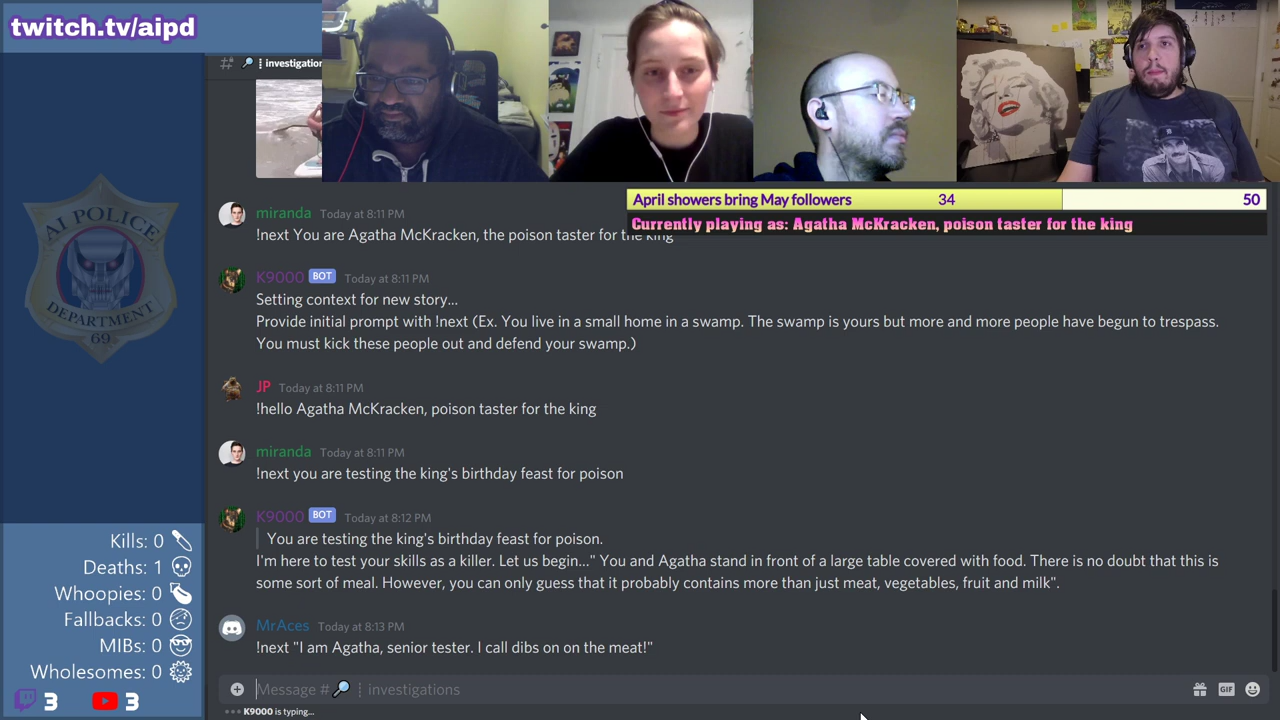 twitch.tv/aipd
investigation
miranda Today at 8:11 PM
!next You are Agatha McKracken, the poison taster for the king
April showers bring May followers 34 50
Currently playing as: Agatha McKracken, poison taster for the king
K9000 BOT Today at 8:11 PM
Setting context for new story...
Provide initial prompt with !next (Ex. You live in a small home in a swamp. The swamp is yours but more and more people have begun to trespass.
You must kick these people out and defend your swamp.)
JP Today at 8:11 PM
!hello Agatha McKracken, poison taster for the king
miranda Today at 8:11 PM
!next you are testing the king's birthday feast for poison
K9000 BOT Today at 8:12 PM
You are testing the king's birthday feast for poison.
I'm here to test your skills as a killer. Let us begin..." You and Agatha stand in front of a large table covered with food. There is no doubt that this is
some sort of meal. However, you can only guess that it probably contains more than just meat, vegetables, fruit and milk".
MrAces Today at 8:13 PM
!next "I am Agatha, senior tester. I call dibs on on the meat!"
Message # investigations
GIF
K9000 is typing...
AI POLICE
DEPARTMENT
69
Kills: 0
Deaths: 1
Whoopies: 0
Fallbacks: 0
MIBs: 0
Wholesomes: 0
3 3